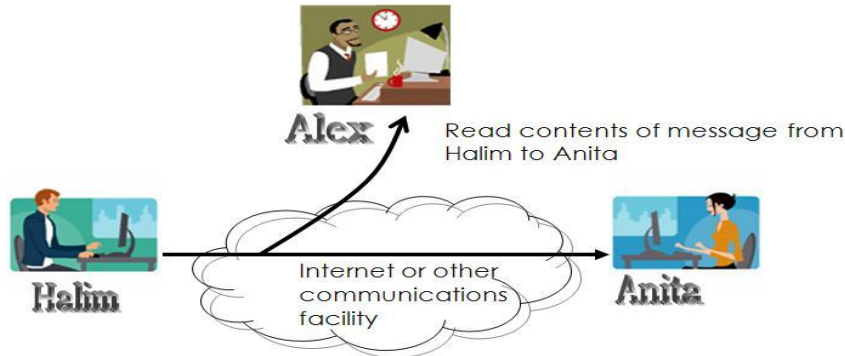 Alex
Read contents of message from
Halim to Anita
Halim
Internet or other
communications
facility
Anita